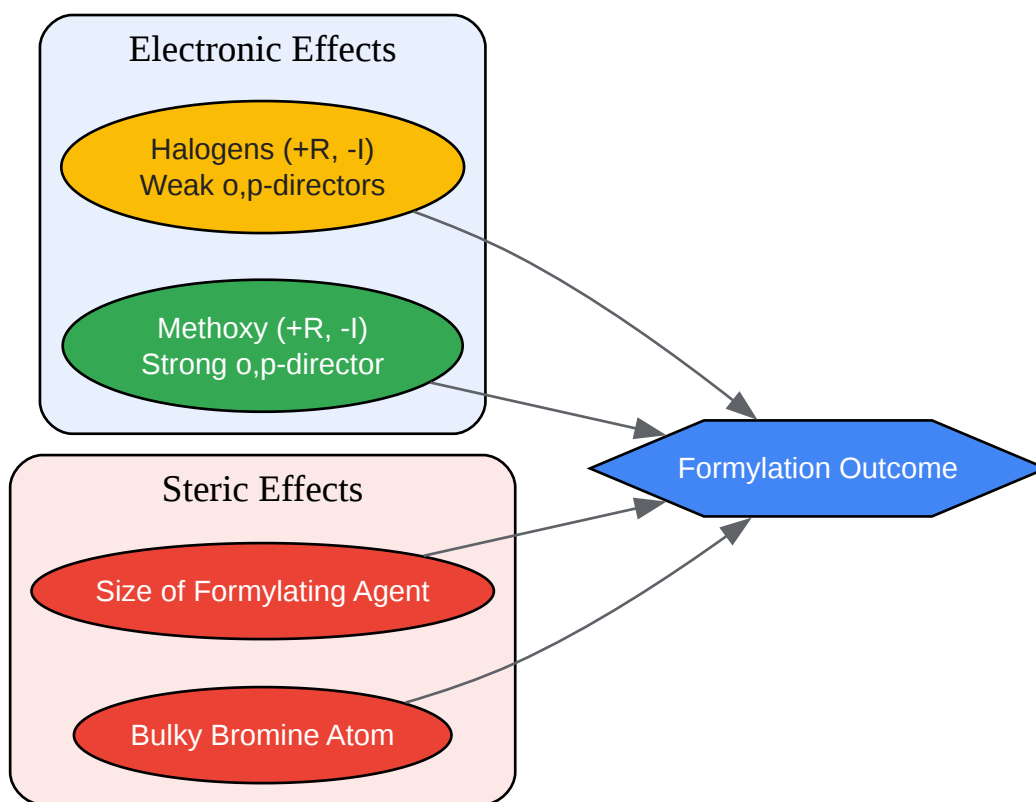 Electronic Effects
Halogens (+R, -I)
Weak o,p-directors
Methoxy (+R, -I)
Strong o,p-director
Formylation Outcome
Steric Effects
Size of Formylating Agent
Bulky Bromine Atom